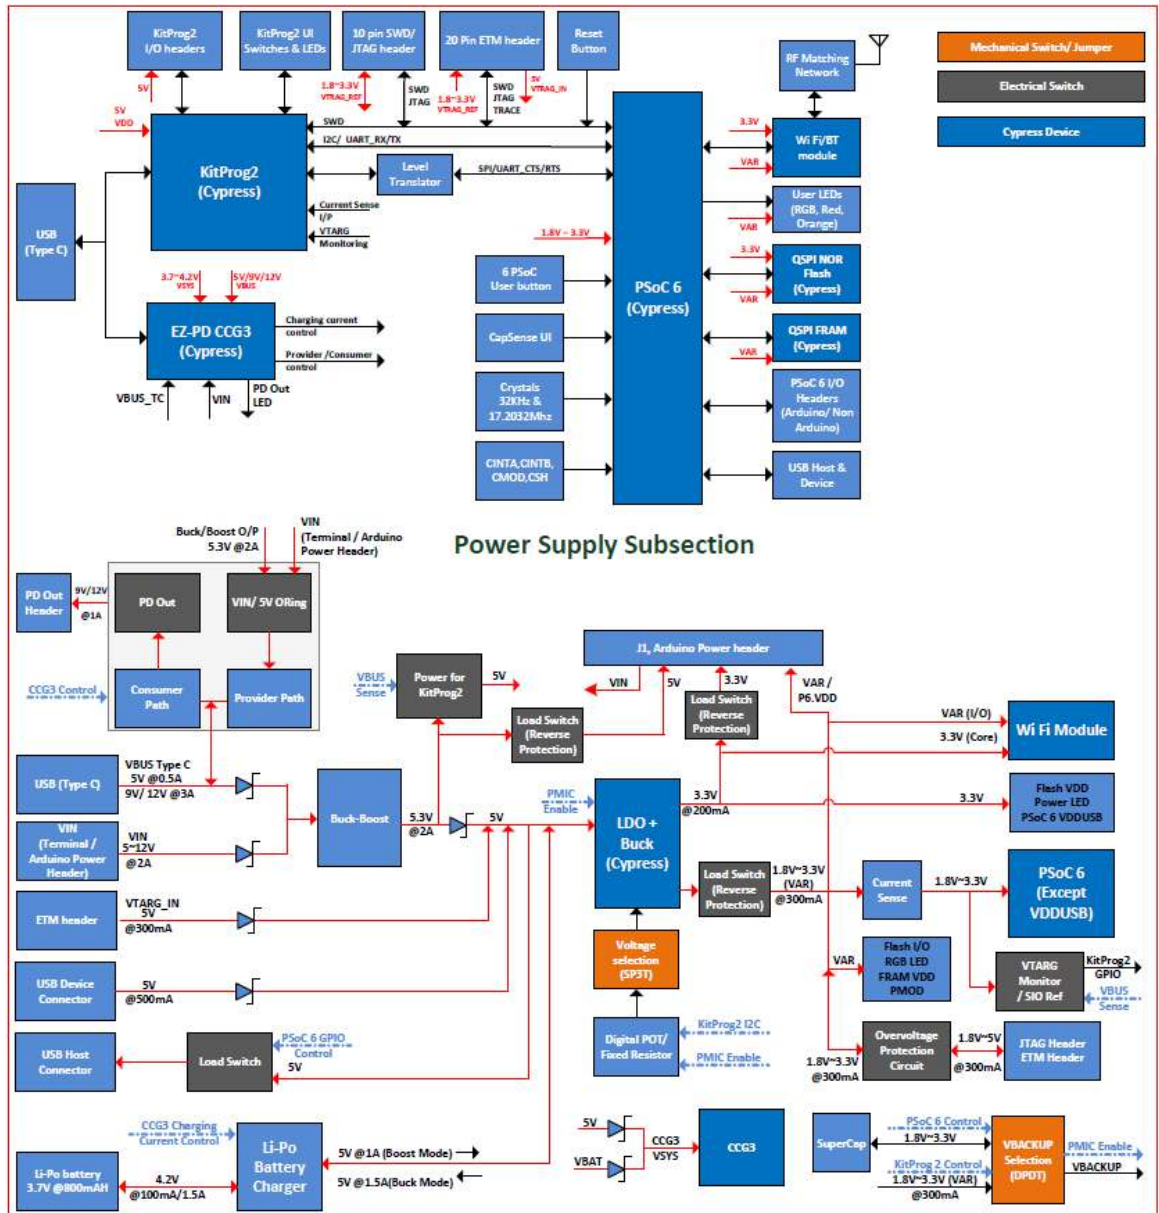 KitProg2
I/O headers
KitProg2 UI
Switches & LEDs
10 pin SWD/
JTAG header
20 Pin ETM header
Reset
Button
RF Matching
Network
Mechanical Switch/ Jumper
Electrical Switch
Cypress Device
5V
1.8~3.3V
VTRAG_REF
SWD
JTAG
1.8~3.3V
VTRAG_REF
SWD
JTAG
TRACE
5V
VTRAG_IN
5V
VDD
KitProg2
(Cypress)
SWD
I2C/ UART_RX/TX
Level
Translator
SPI/UART_CTS/RTS
Current Sense
I/P
VTARG
Monitoring
USB
(Type C)
3.7~4.2V
VSYS
5V/9V/12V
VBUS
EZ-PD CCG3
(Cypress)
Charging current
control
Provider /Consumer
control
VBUS_TC
VIN
PD Out
LED
1.8V – 3.3V
PSoC 6
(Cypress)
6 PSoC
User button
CapSense UI
Crystals
32KHz &
17.2032Mhz
CINTA,CINTB,
CMOD,CSH
3.3V
VAR
Wi Fi/BT
module
VAR
User LEDs
(RGB, Red,
Orange)
3.3V
VAR
QSPI NOR
Flash
(Cypress)
VAR
QSPI FRAM
(Cypress)
PSoC 6 I/O
Headers
(Arduino/ Non
Arduino)
USB Host &
Device
Power Supply Subsection
Buck/Boost O/P
5.3V @2A
VIN
(Terminal / Arduino
Power Header)
PD Out
Header
9V/12V
@1A
PD Out
VIN/ 5V ORing
CCG3 Control
Consumer
Path
Provider Path
VBUS
Sense
Power for
KitProg2
5V
J1, Arduino Power header
VIN
5V
3.3V
VAR /
P6.VDD
Load Switch
(Reverse
Protection)
Load Switch
(Reverse
Protection)
VAR (I/O)
3.3V (Core)
Wi Fi Module
USB (Type C)
VBUS Type C
5V @0.5A
9V/ 12V @3A
VIN
(Terminal /
Arduino Power
Header)
VIN
5~12V
@2A
Buck-Boost
5.3V
@2A
5V
PMIC
Enable
LDO +
Buck
(Cypress)
3.3V
@200mA
3.3V
Flash VDD
Power LED
PSoC 6 VDDUSB
Load Switch
(Reverse
Protection)
1.8V~3.3V
(VAR)
@300mA
Current
Sense
1.8V~3.3V
PSoC 6
(Except
VDDUSB)
ETM header
VTARG_IN
5V
@300mA
Voltage
selection
(SP3T)
VAR
Flash I/O
RGB LED
FRAM VDD
PMOD
VTARG
Monitor
/ SIO Ref
KitProg2
GPIO
VBUS
Sense
USB Device
Connector
5V
@500mA
Digital POT/
Fixed Resistor
KitProg2 I2C
PMIC Enable
USB Host
Connector
Load Switch
PSoC 6 GPIO
Control
5V
1.8V~3.3V
@300mA
Overvoltage
Protection
Circuit
1.8V~5V
@300mA
JTAG Header
ETM Header
CCG3 Charging
Current Control
Li-Po battery
3.7V @800mAH
4.2V
@100mA/1.5A
Li-Po
Battery
Charger
5V @1A (Boost Mode)
5V @1.5A(Buck Mode)
5V
VBAT
CCG3
VSYS
CCG3
SuperCap
PSoC 6 Control
1.8V~3.3V
KitProg 2 Control
1.8V~3.3V (VAR)
@300mA
VBACKUP
Selection
(DPDT)
PMIC Enable
VBACKUP